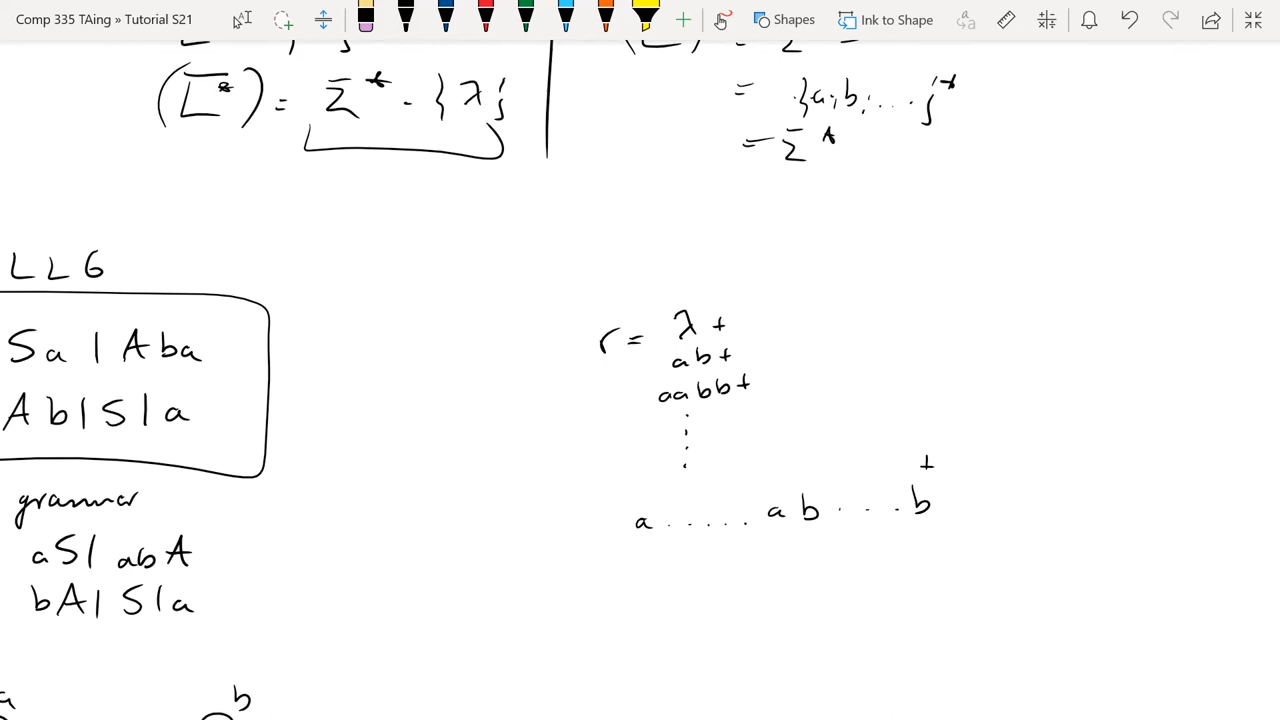 Comp 335 TAing » Tutorial S21
Shapes
Ink to Shape
(L̅*) = Σ* - {λ}
= {a, b, ...}*
= Σ*
LLG
Sa | Aba
Ab | S | a
grammar
aS | abA
bA | S | a
r = λ +
ab +
aabb +
+
a ..... a b ... b
a
b